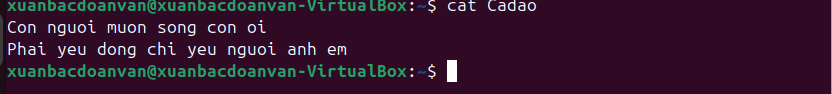 xuanbacdoanvan@xuanbacdoanvan-VirtualBox:~$ cat Cadao
Con nguoi muon song con oi
Phai yeu dong chi yeu nguoi anh em
xuanbacdoanvan@xuanbacdoanvan-VirtualBox:~$